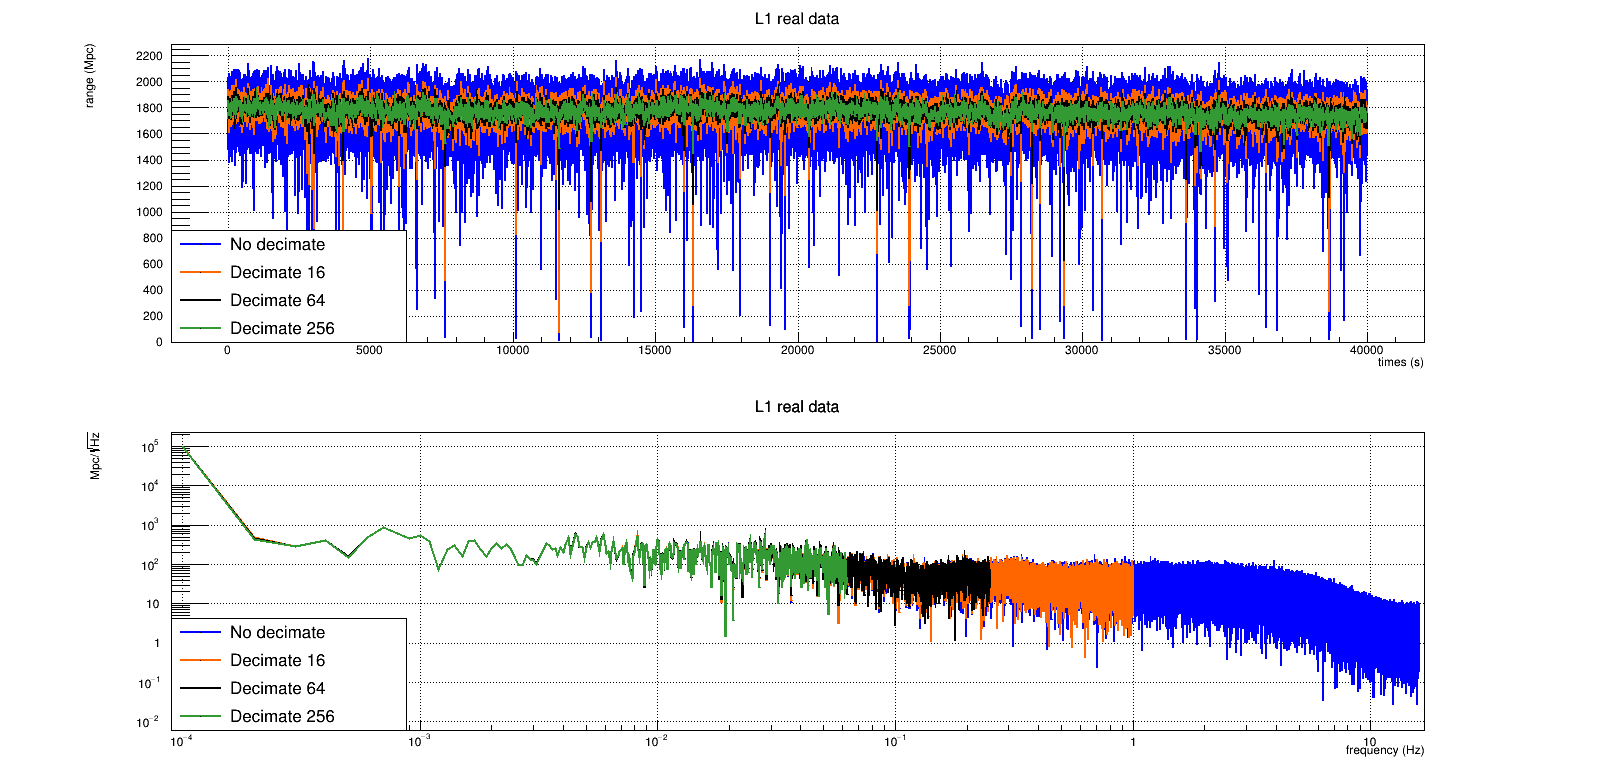 L1 real data
range (Mpc)
2200
2000
1800
1600
1400
1200
1000
800
600
400
200
0
No decimate
Decimate 16
Decimate 64
Decimate 256
0 5000 10000 15000 20000 25000 30000 35000 40000
times (s)
L1 real data
Mpc/√Hz
10⁵
10⁴
10³
10²
10
1
10⁻¹
10⁻²
No decimate
Decimate 16
Decimate 64
Decimate 256
10⁻⁴ 10⁻³ 10⁻² 10⁻¹ 1 10
frequency (Hz)